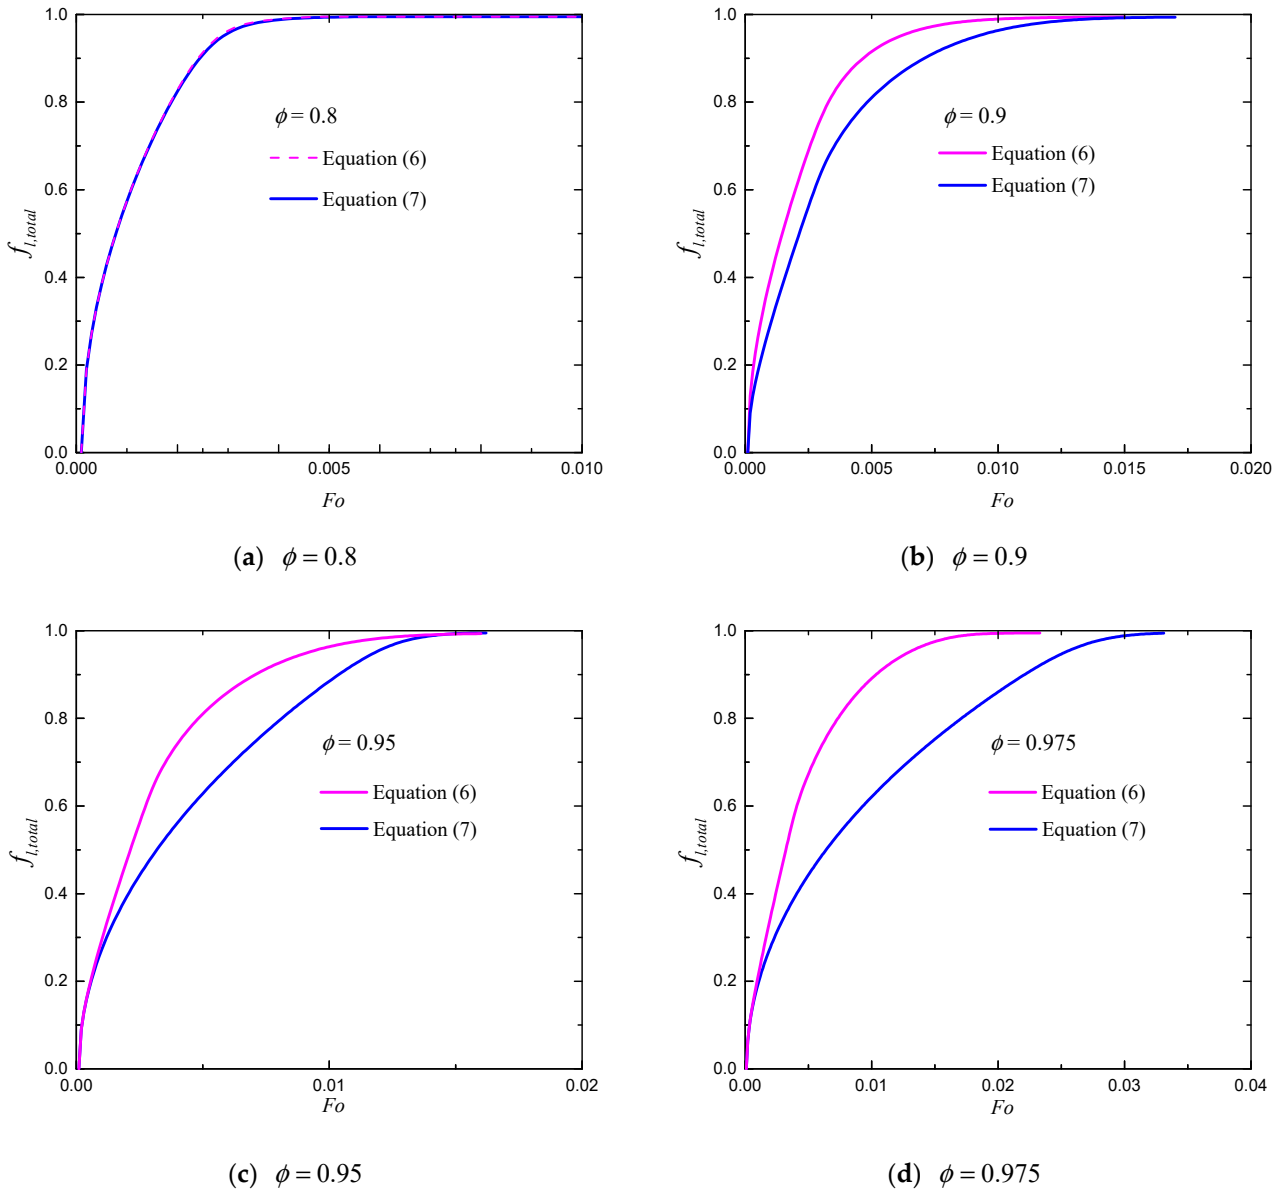 1.0
0.8
0.6
0.4
0.2
0.0
f_{l,total}
ϕ = 0.8
Equation (6)
Equation (7)
0.000 0.005 0.010
Fo
(a) ϕ = 0.8
1.0
0.8
0.6
0.4
0.2
0.0
f_{l,total}
ϕ = 0.9
Equation (6)
Equation (7)
0.000 0.005 0.010 0.015 0.020
Fo
(b) ϕ = 0.9
1.0
0.8
0.6
0.4
0.2
0.0
f_{l,total}
ϕ = 0.95
Equation (6)
Equation (7)
0.00 0.01 0.02
Fo
(c) ϕ = 0.95
1.0
0.8
0.6
0.4
0.2
0.0
f_{l,total}
ϕ = 0.975
Equation (6)
Equation (7)
0.00 0.01 0.02 0.03 0.04
Fo
(d) ϕ = 0.975